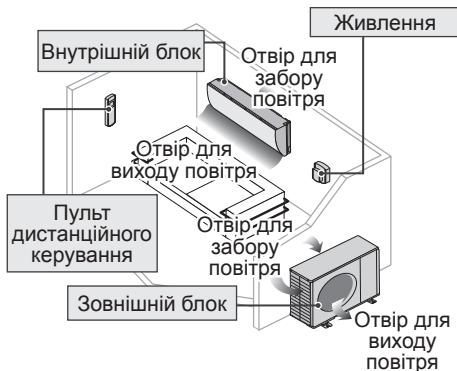 Живлення
Внутрішній блок
Отвір для
забору
повітря
Отвір для
виходу повітря
Пульт
дистанційного
керування
Отвір для
забору
повітря
Зовнішній блок
Отвір для
виходу
повітря